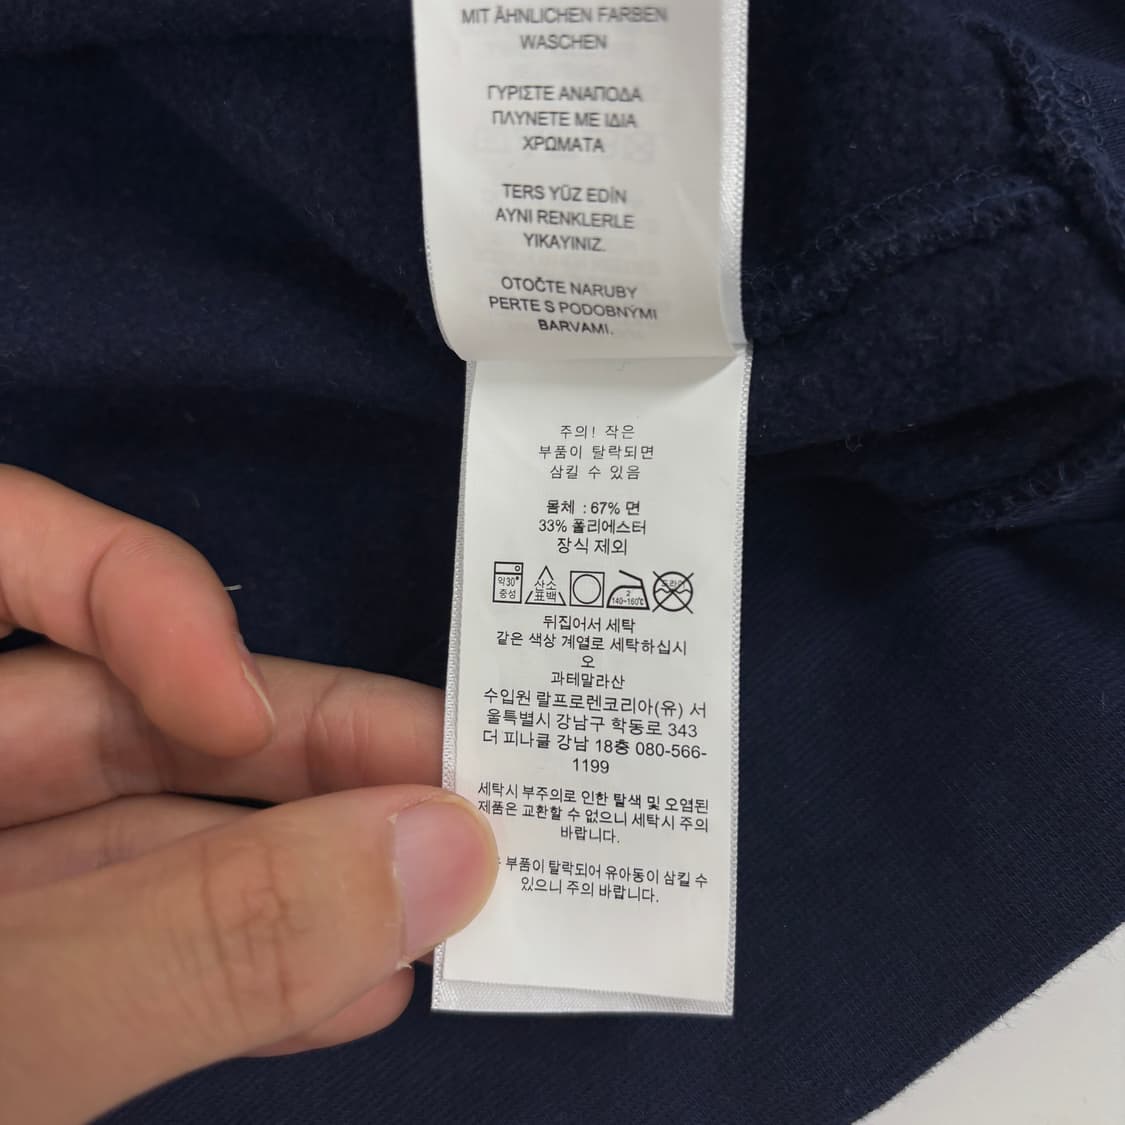 MIT ÄHNLICHEN FARBEN
WASCHEN
ΓΥΡΙΣΤΕ ΑΝΑΠΟΔΑ
ΠΛΥΝΕΤΕ ΜΕ ΙΔΙΑ
ΧΡΩΜΑΤΑ
TERS YÜZ EDİN
AYNI RENKLERLE
YIKAYINIZ.
OTOČTE NARUBY
PERTE S PODOBNÝMI
BARVAMI.
주의! 작은
부품이 탈락되면
삼킬 수 있음
몸체 : 67% 면
33% 폴리에스터
장식 제외
약30° 중성 산소 표백 2 140~160℃ 드라이
뒤집어서 세탁
같은 색상 계열로 세탁하십시
오
과테말라산
수입원 랄프로렌코리아(유) 서
울특별시 강남구 학동로 343
더 피나클 강남 18층 080-566-
1199
세탁시 부주의로 인한 탈색 및 오염된
제품은 교환할 수 없으니 세탁시 주의
바랍니다.
부품이 탈락되어 유아동이 삼킬 수
있으니 주의 바랍니다.